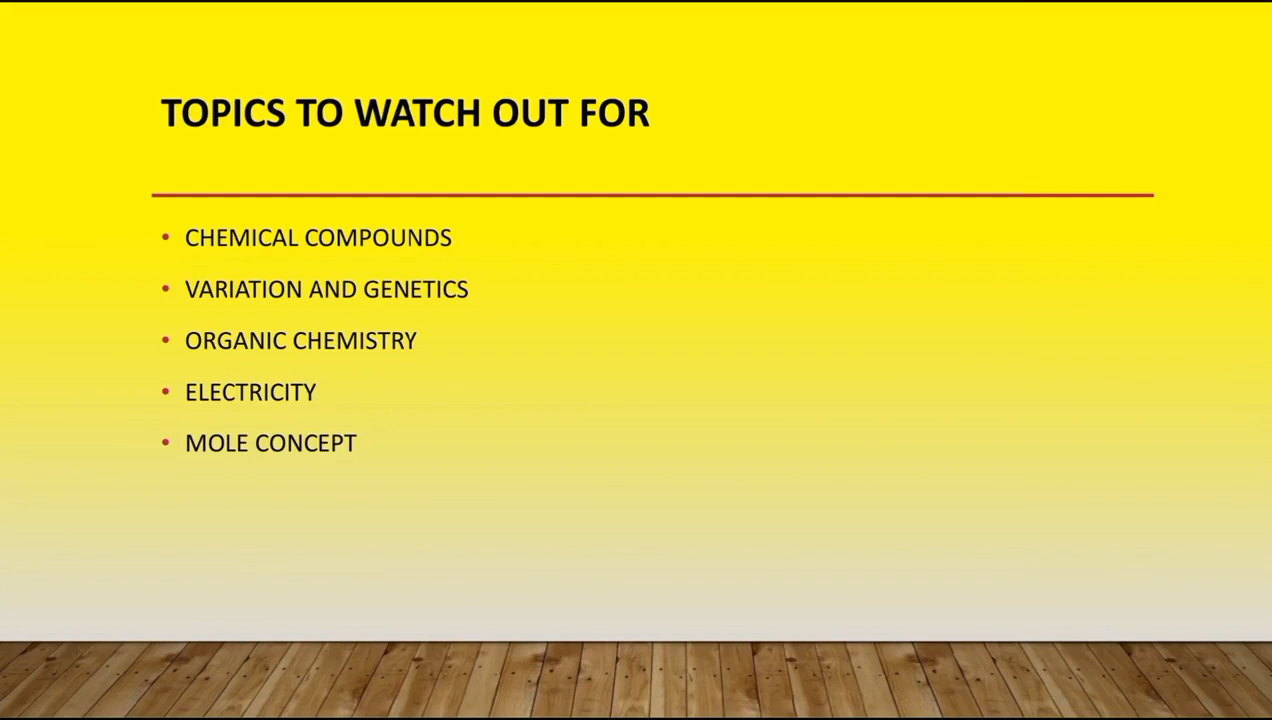 TOPICS TO WATCH OUT FOR
• CHEMICAL COMPOUNDS
• VARIATION AND GENETICS
• ORGANIC CHEMISTRY
• ELECTRICITY
• MOLE CONCEPT